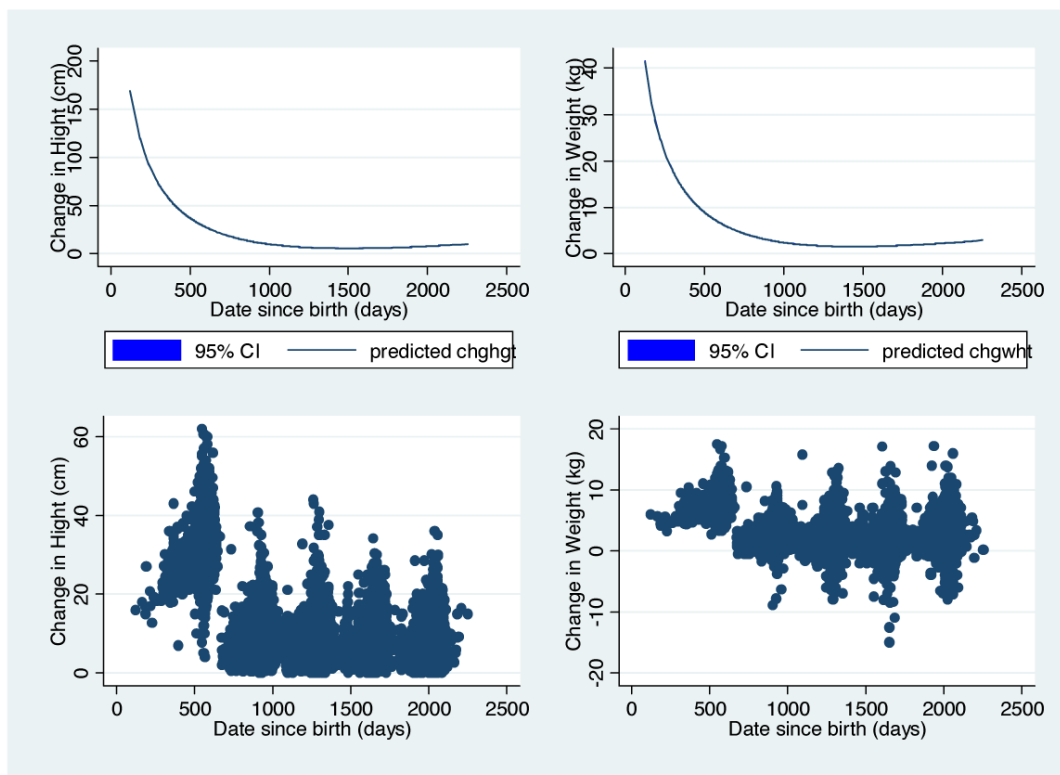 Change in Hight (cm)
200
150
100
50
0
0 500 1000 1500 2000 2500
Date since birth (days)
95% CI predicted chghgt
Change in Weight (kg)
40
30
20
10
0
0 500 1000 1500 2000 2500
Date since birth (days)
95% CI predicted chgwht
Change in Hight (cm)
60
40
20
0
0 500 1000 1500 2000 2500
Date since birth (days)
Change in Weight (kg)
20
10
0
-10
-20
0 500 1000 1500 2000 2500
Date since birth (days)